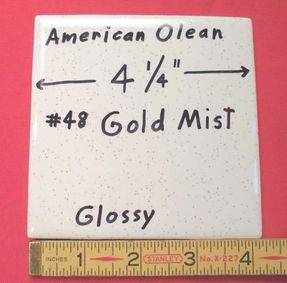 American Olean
4 1/4"
#48 Gold Mist
Glossy
INCHES 1 2 STANLEY 3 No. X-227 4